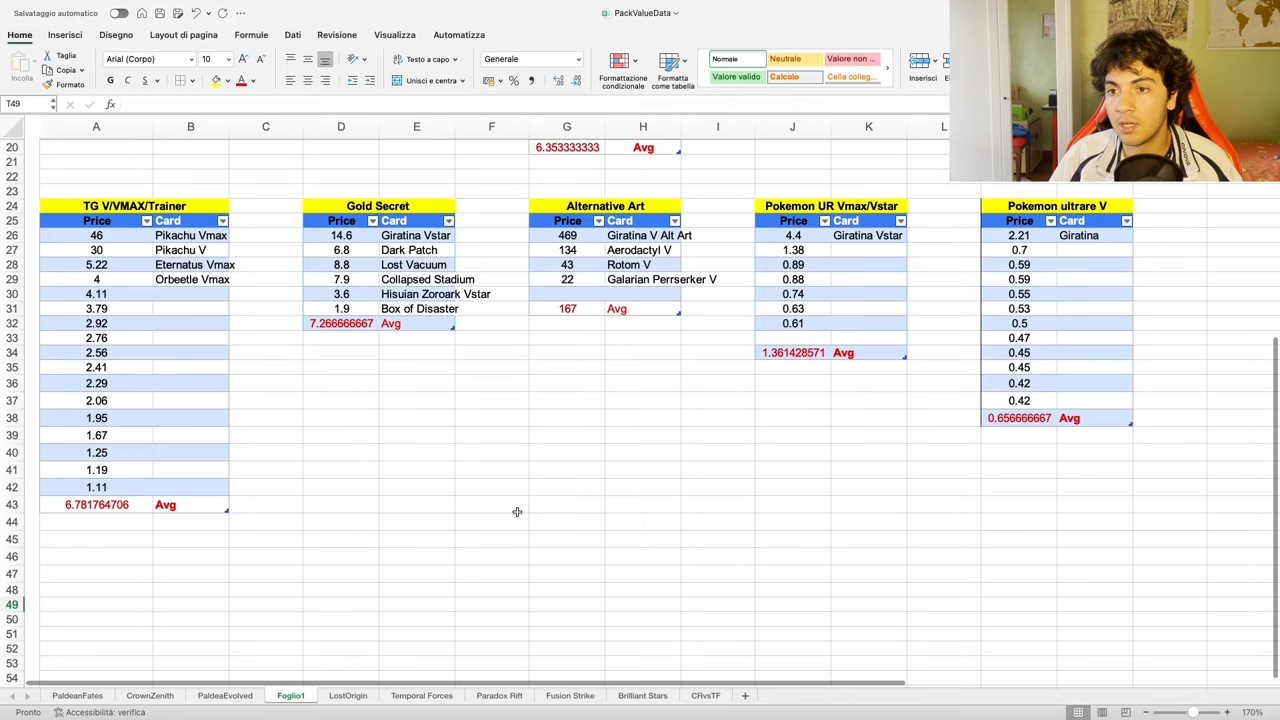 Salvataggio automatico PackValueData
Home Inserisci Disegno Layout di pagina Formule Dati Revisione Visualizza Automatizza
Incolla Taglia Copia Formato Arial (Corpo) 10 A A G C S A Testo a capo Unisci e centra Generale % Formattazione condizionale Formatta come tabella Normale Neutrale Valore non ... Valore valido Calcolo Cella colleg... Inserisci
T49 fx
A B C D E F G H I J K L
20 6.353333333 Avg
21
22
23
24 TG V/VMAX/Trainer Gold Secret Alternative Art Pokemon UR Vmax/Vstar Pokemon ultrare V
25 Price Card Price Card Price Card Price Card Price Card
26 46 Pikachu Vmax 14.6 Giratina Vstar 469 Giratina V Alt Art 4.4 Giratina Vstar 2.21 Giratina
27 30 Pikachu V 6.8 Dark Patch 134 Aerodactyl V 1.38 0.7
28 5.22 Eternatus Vmax 8.8 Lost Vacuum 43 Rotom V 0.89 0.59
29 4 Orbeetle Vmax 7.9 Collapsed Stadium 22 Galarian Perrserker V 0.88 0.59
30 4.11 3.6 Hisuian Zoroark Vstar 0.74 0.55
31 3.79 1.9 Box of Disaster 167 Avg 0.63 0.53
32 2.92 7.266666667 Avg 0.61 0.5
33 2.76 0.47
34 2.56 1.361428571 Avg 0.45
35 2.41 0.45
36 2.29 0.42
37 2.06 0.42
38 1.95 0.656666667 Avg
39 1.67
40 1.25
41 1.19
42 1.11
43 6.781764706 Avg
44
45
46
47
48
49
50
51
52
53
54
PaldeanFates CrownZenith PaldeaEvolved Foglio1 LostOrigin Temporal Forces Paradox Rift Fusion Strike Brilliant Stars CRvsTF +
Pronto Accessibilità: verifica 170%